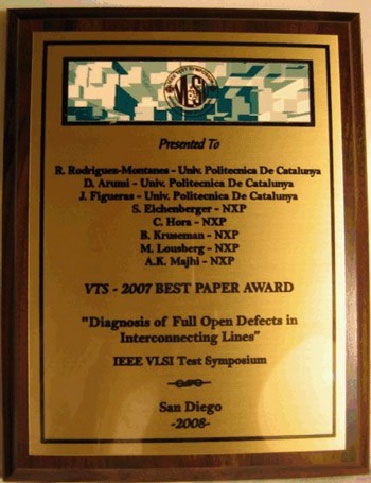 VLSI
Presented To
R. Rodriguez-Montanes - Univ. Politecnica De Catalunya
D. Arumi - Univ. Politecnica De Catalunya
J. Figueras - Univ. Politecnica De Catalunya
S. Eichenberger - NXP
C. Hora - NXP
B. Kruseman - NXP
M. Lousberg - NXP
A.K. Majhi - NXP
VTS - 2007 BEST PAPER AWARD
"Diagnosis of Full Open Defects in
Interconnecting Lines"
IEEE VLSI Test Symposium
San Diego
-2008-